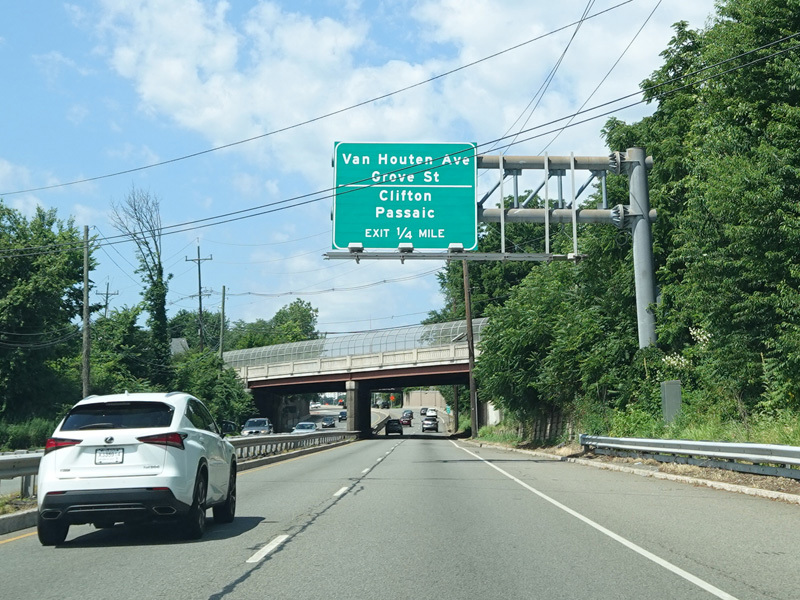 Van Houten Ave
Grove St
Clifton
Passaic
EXIT 1/4 MILE